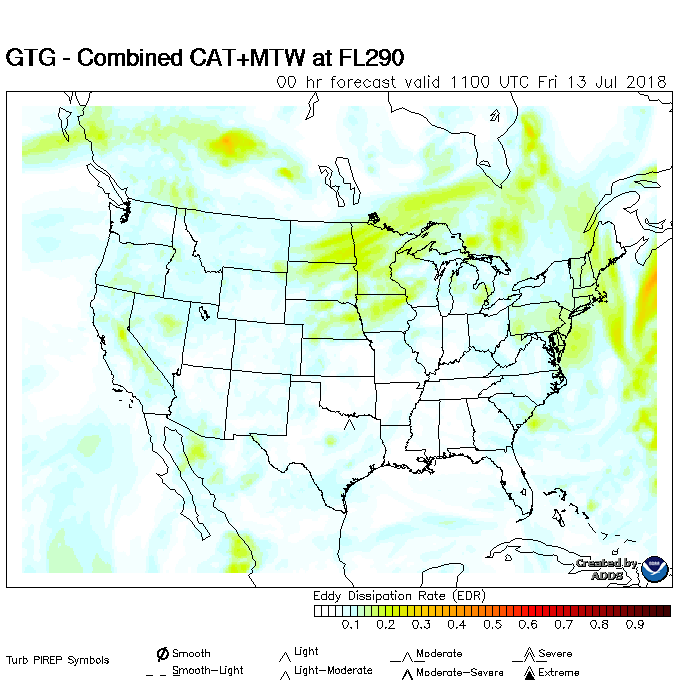 GTG - Combined CAT+MTW at FL290
00 hr forecast valid 1100 UTC Fri 13 Jul 2018
Created by
ADDS
Eddy Dissipation Rate (EDR)
0.1 0.2 0.3 0.4 0.5 0.6 0.7 0.8 0.9
Turb PIREP Symbols
Smooth Light Moderate Severe
Smooth-Light Light-Moderate Moderate-Severe Extreme